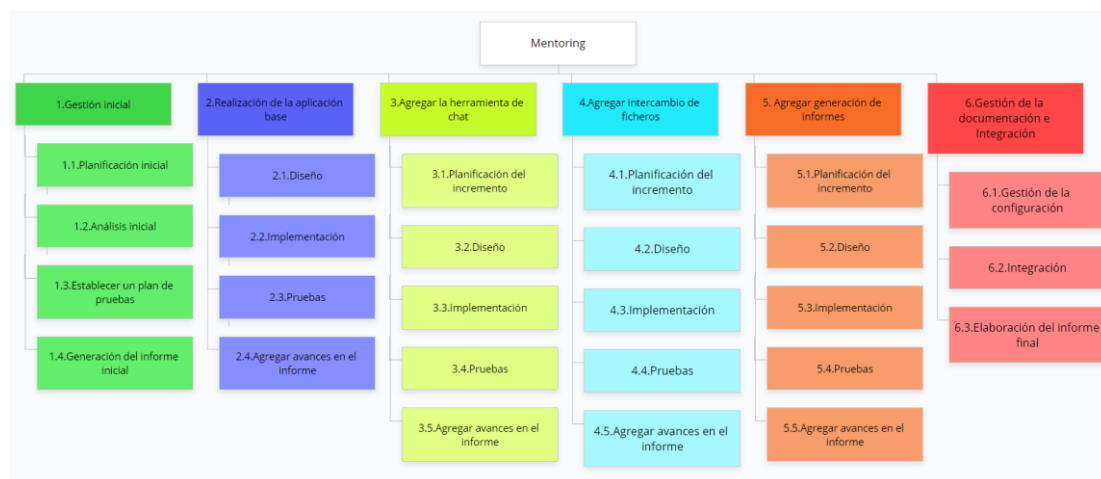 Mentoring
1.Gestión inicial
1.1.Planificación inicial
1.2.Análisis inicial
1.3.Establecer un plan de
pruebas
1.4.Generación del informe
inicial
2.Realización de la aplicación
base
2.1.Diseño
2.2.Implementación
2.3.Pruebas
2.4.Agregar avances en el
informe
3.Agregar la herramienta de
chat
3.1.Planificación del
incremento
3.2.Diseño
3.3.Implementación
3.4.Pruebas
3.5.Agregar avances en el
informe
4.Agregar intercambio de
ficheros
4.1.Planificación del
incremento
4.2.Diseño
4.3.Implementación
4.4.Pruebas
4.5.Agregar avances en el
informe
5. Agregar generación de
informes
5.1.Planificación del
incremento
5.2.Diseño
5.3.Implementación
5.4.Pruebas
5.5.Agregar avances en el
informe
6.Gestión de la
documentación e
Integración
6.1.Gestión de la
configuración
6.2.Integración
6.3.Elaboración del informe
final